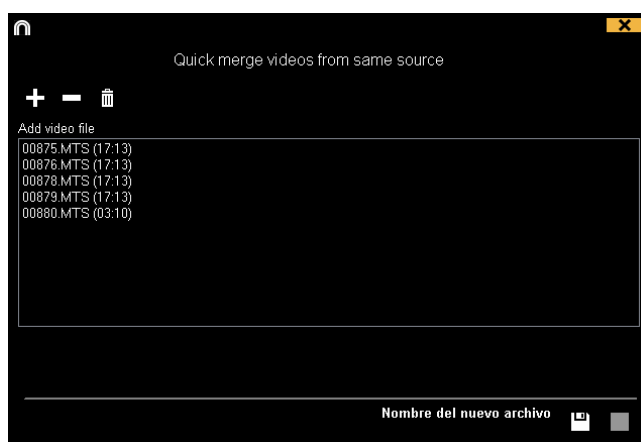 Quick merge videos from same source
Add video file
00875.MTS (17:13)
00876.MTS (17:13)
00878.MTS (17:13)
00879.MTS (17:13)
00880.MTS (03:10)
Nombre del nuevo archivo